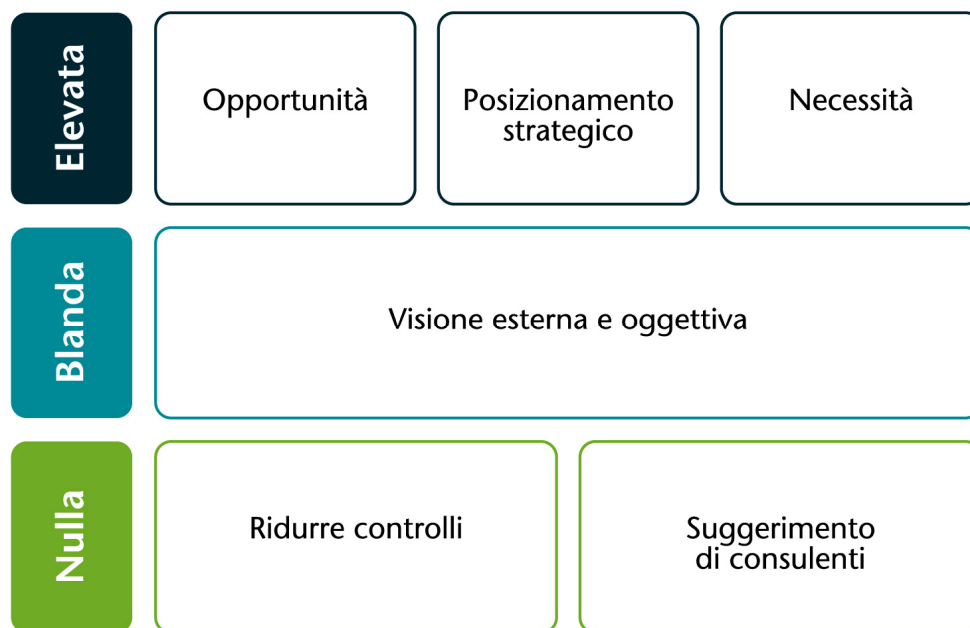 Elevata
Opportunità
Posizionamento
strategico
Necessità
Blanda
Visione esterna e oggettiva
Nulla
Ridurre controlli
Suggerimento
di consulenti